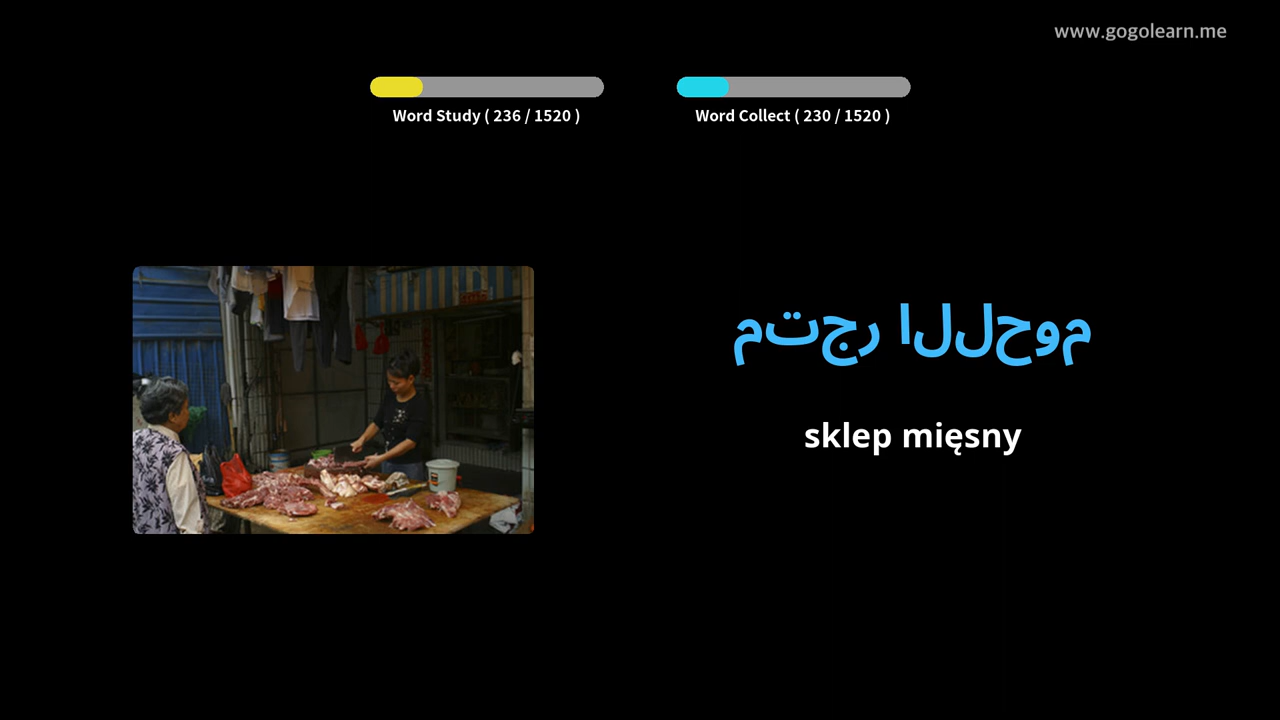 www.gogolearn.me
Word Study ( 236 / 1520 )
Word Collect ( 230 / 1520 )
متجر اللحوم
sklep mięsny